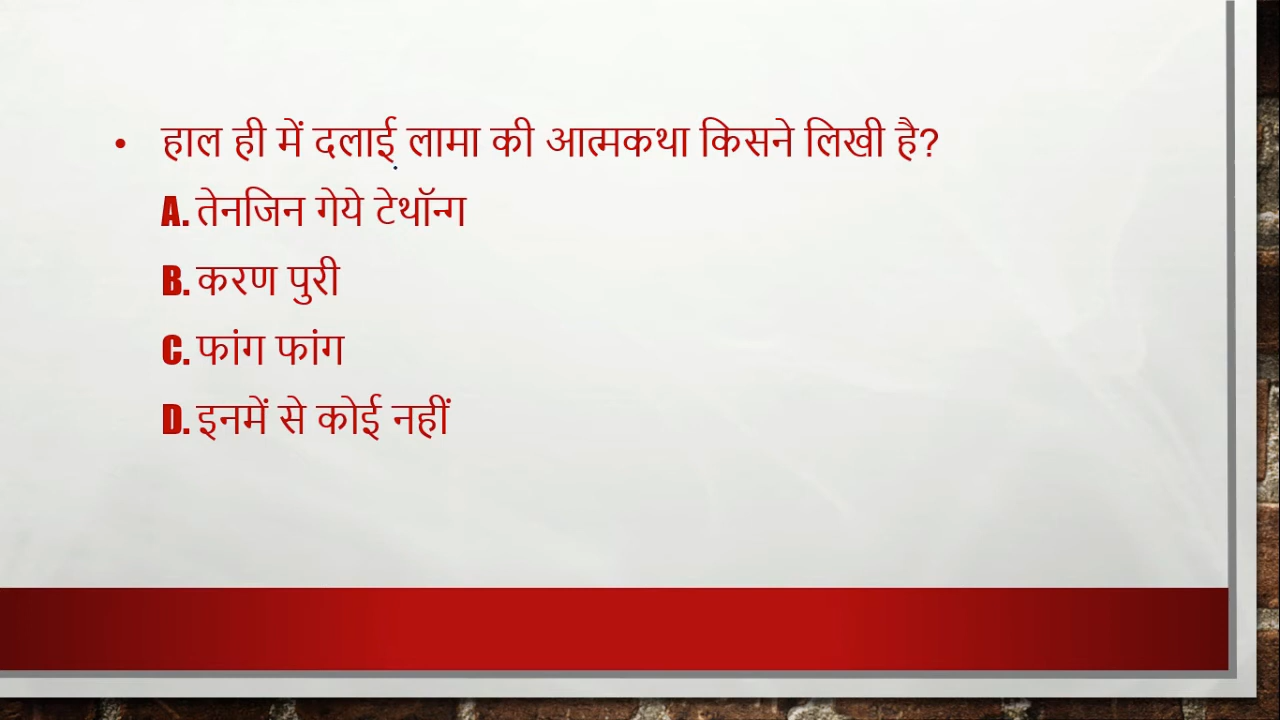 • हाल ही में दलाई लामा की आत्मकथा किसने लिखी है?
A. तेनजिन गेये टेथॉन्ग
B. करण पुरी
C. फांग फांग
D. इनमें से कोई नहीं